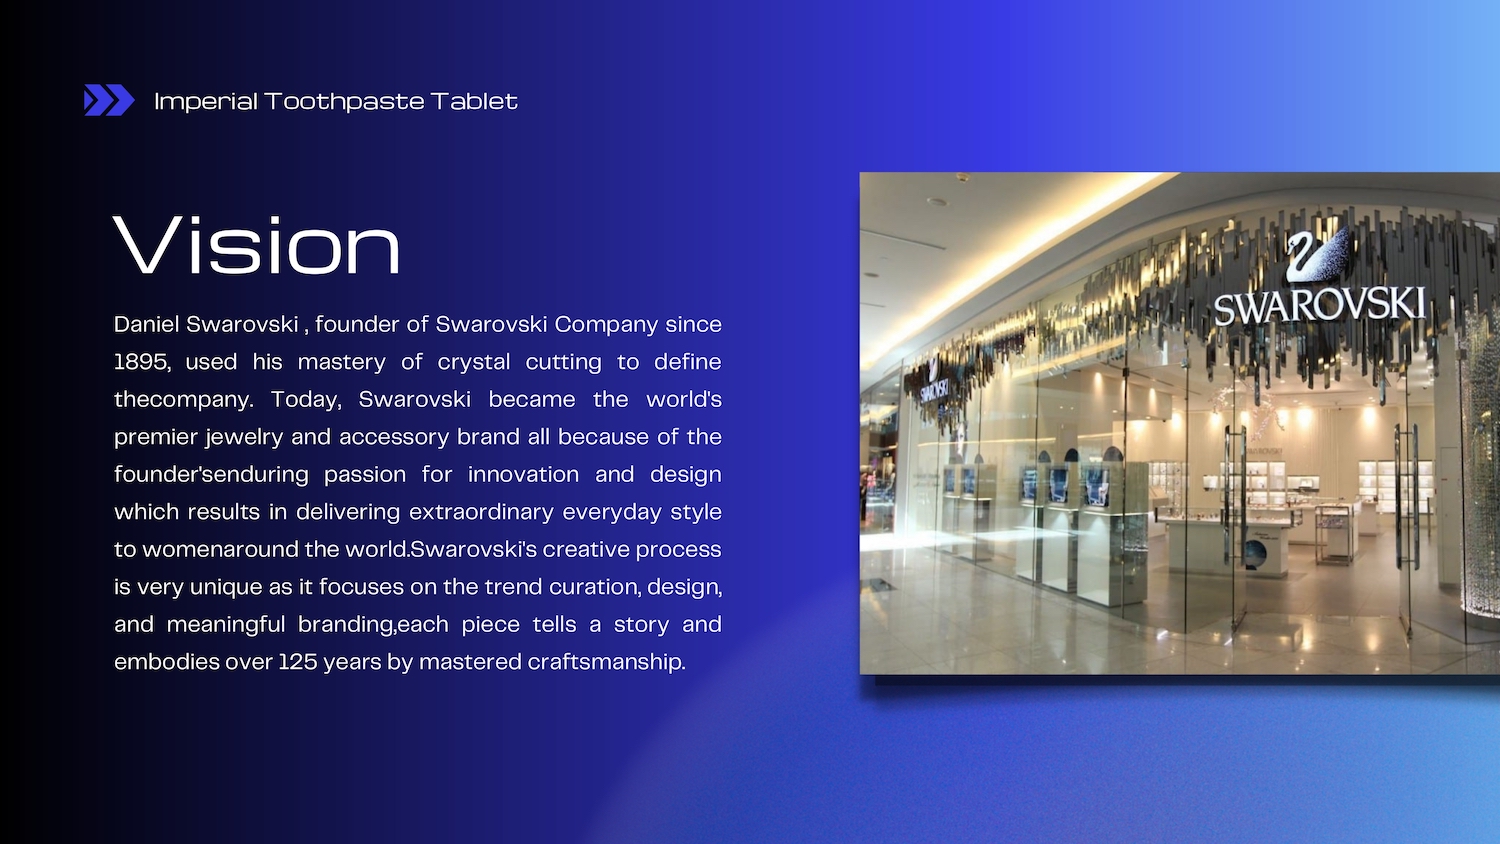 Imperial Toothpaste Tablet
Vision
Daniel Swarovski , founder of Swarovski Company since
1895, used his mastery of crystal cutting to define
thecompany. Today, Swarovski became the world's
premier jewelry and accessory brand all because of the
founder'senduring passion for innovation and design
which results in delivering extraordinary everyday style
to womenaround the world.Swarovski's creative process
is very unique as it focuses on the trend curation, design,
and meaningful branding,each piece tells a story and
embodies over 125 years by mastered craftsmanship.
SWAROVSKI
SWAROVSKI